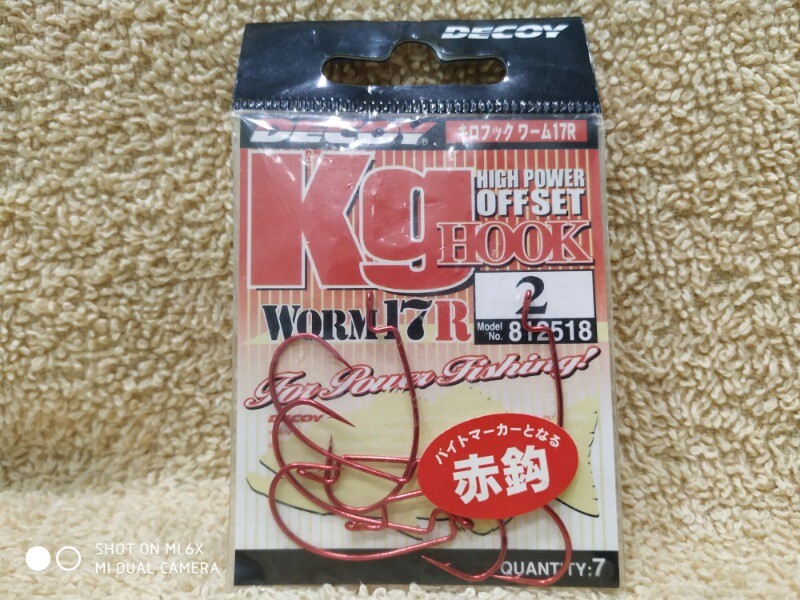 DECOY
DECOY
キロフック ワーム17R
Kg
HIGH POWER
OFFSET
HOOK
WORM17R
2
Model No. 812518
For Power Fishing!
DECOY
バイトマーカーとなる
赤鈎
QUANTITY:7
SHOT ON MI 6X
MI DUAL CAMERA